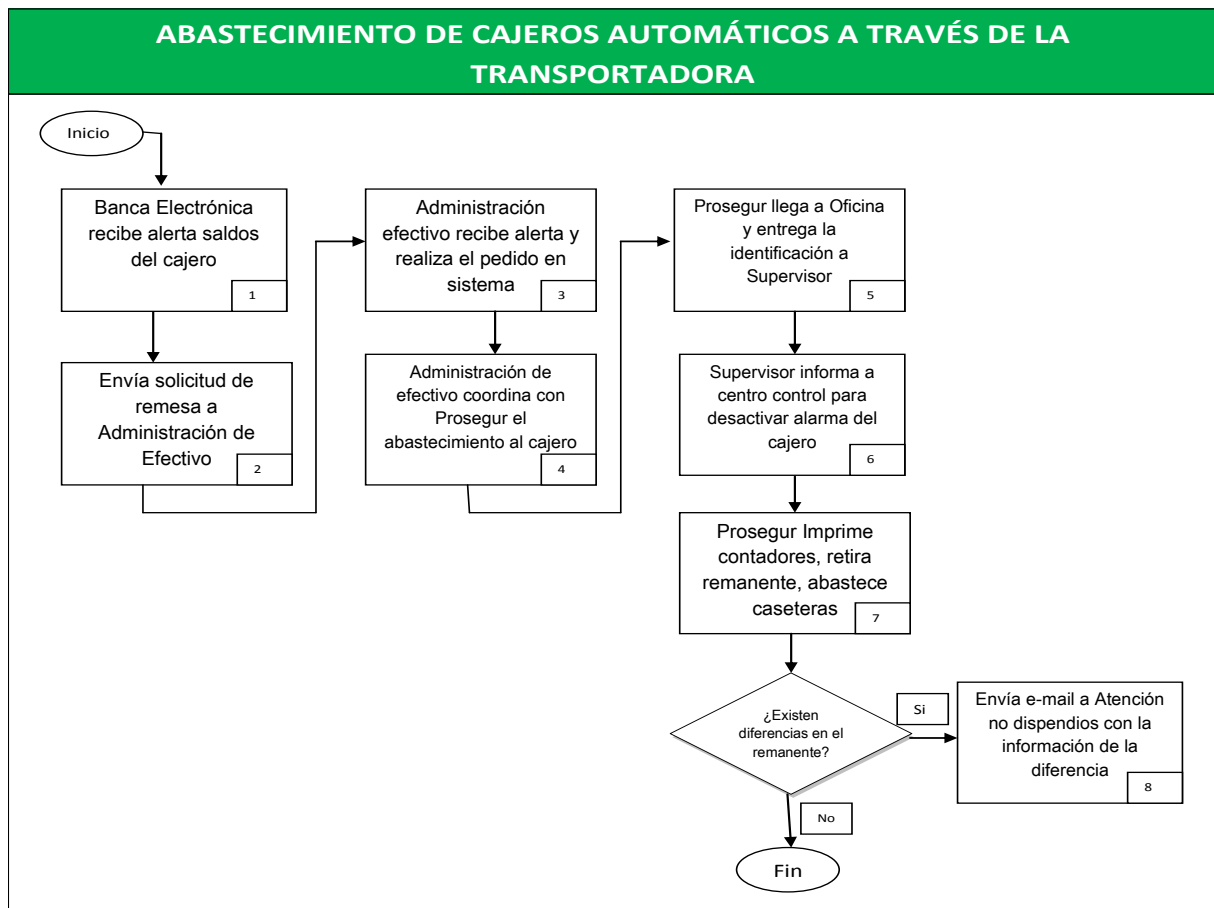 ABASTECIMIENTO DE CAJEROS AUTOMÁTICOS A TRAVÉS DE LA
TRANSPORTADORA
Inicio
Banca Electrónica
recibe alerta saldos
del cajero
1
Envía solicitud de
remesa a
Administración de
Efectivo
2
Administración
efectivo recibe alerta y
realiza el pedido en
sistema
3
Administración de
efectivo coordina con
Prosegur el
abastecimiento al cajero
4
Prosegur llega a Oficina
y entrega la
identificación a
Supervisor
5
Supervisor informa a
centro control para
desactivar alarma del
cajero
6
Prosegur Imprime
contadores, retira
remanente, abastece
caseteras
7
¿Existen
diferencias en el
remanente?
Si
Envía e-mail a Atención
no dispendios con la
información de la
diferencia
8
No
Fin